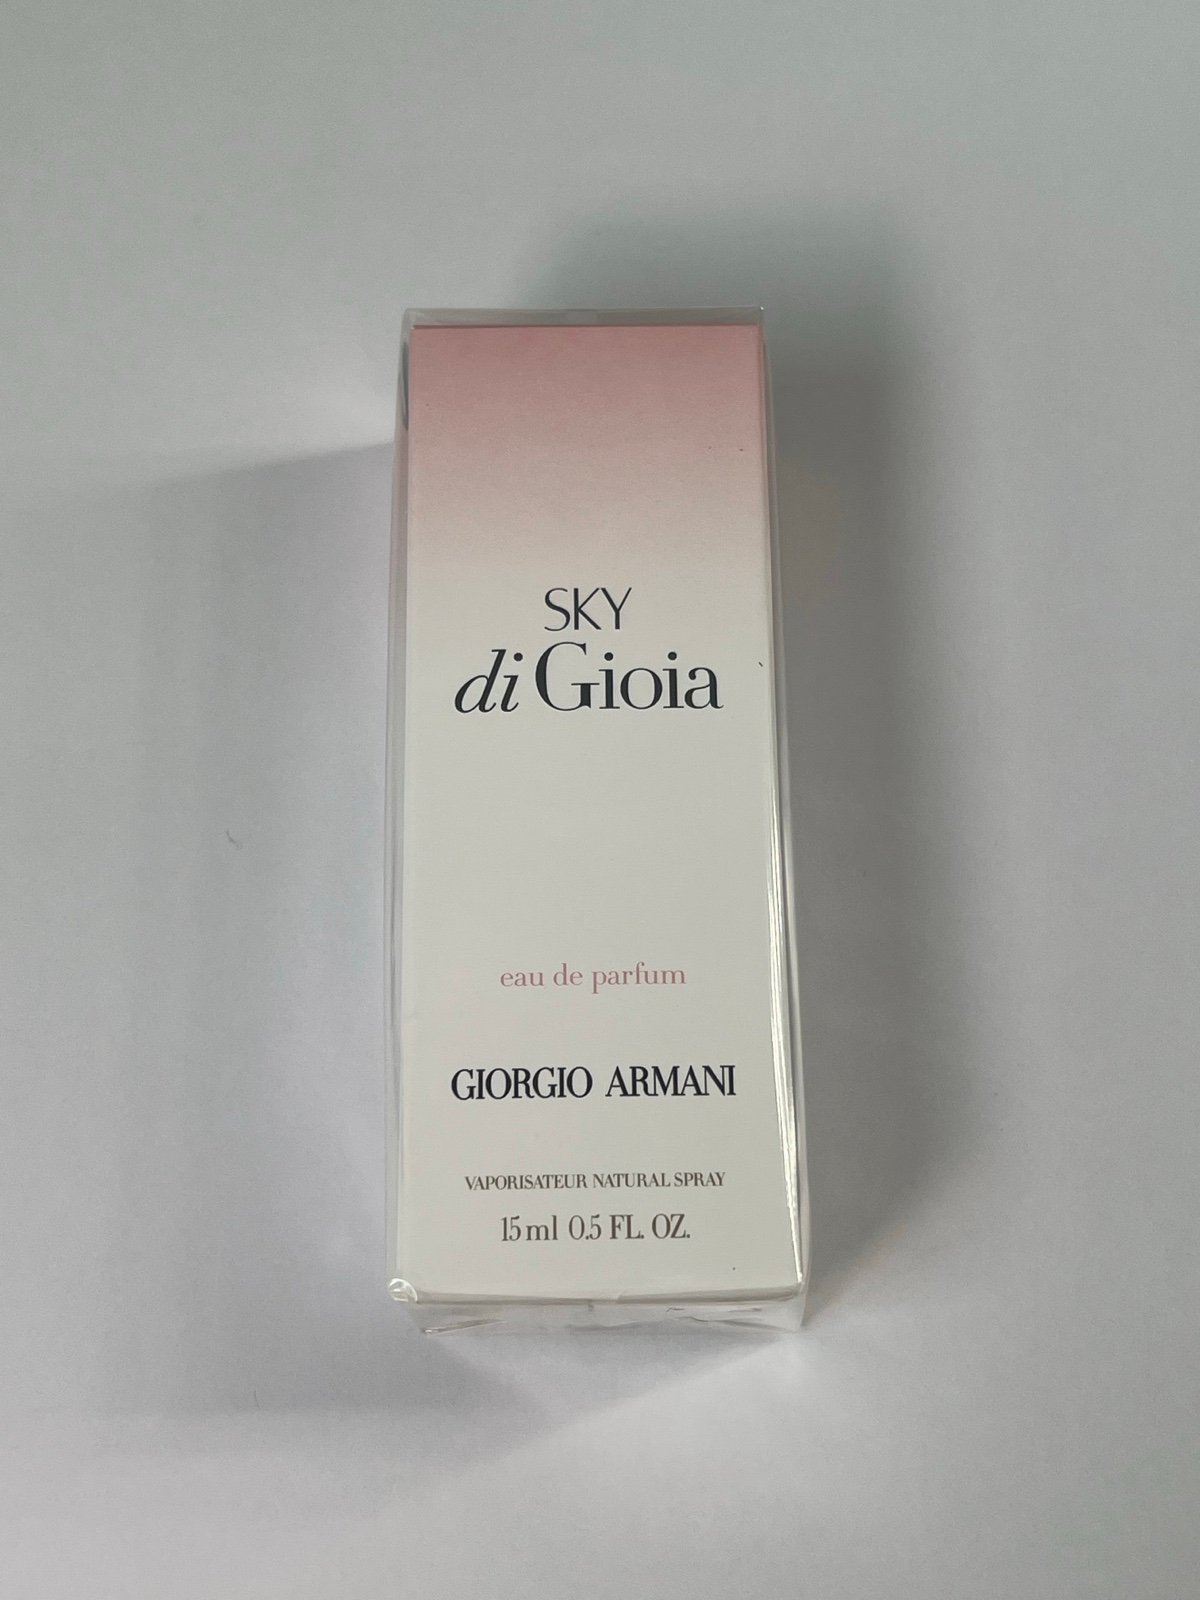 SKY
di Gioia
eau de parfum
GIORGIO ARMANI
VAPORISATEUR NATURAL SPRAY
15 ml 0.5 FL. OZ.